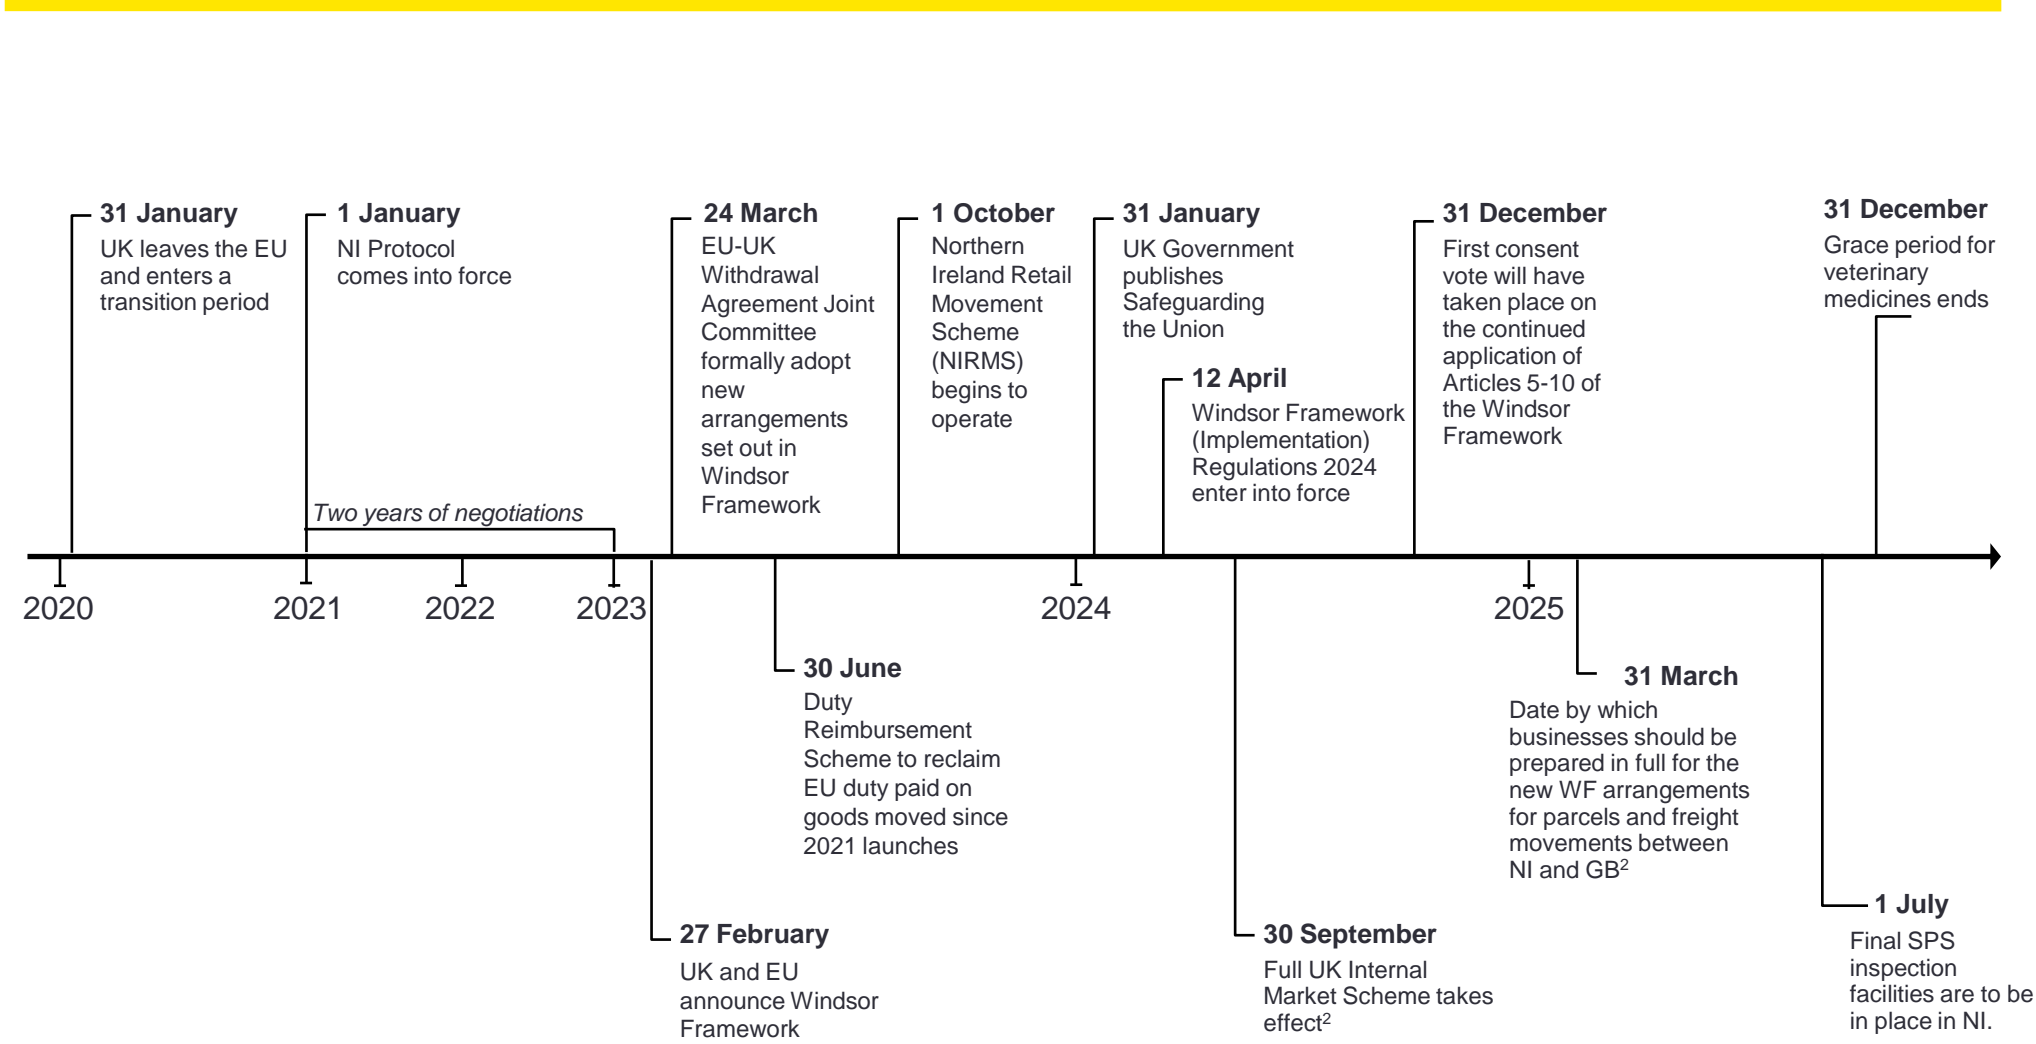 31 January
UK leaves the EU
and enters a
transition period
1 January
NI Protocol
comes into force
24 March
EU-UK
Withdrawal
Agreement Joint
Committee
formally adopt
new
arrangements
set out in
Windsor
Framework
1 October
Northern
Ireland Retail
Movement
Scheme
(NIRMS)
begins to
operate
31 January
UK Government
publishes
Safeguarding
the Union
12 April
Windsor Framework
(Implementation)
Regulations 2024
enter into force
31 December
First consent
vote will have
taken place on
the continued
application of
Articles 5-10 of
the Windsor
Framework
31 December
Grace period for
veterinary
medicines ends
Two years of negotiations
2020
2021
2022
2023
2024
2025
27 February
UK and EU
announce Windsor
Framework
30 June
Duty
Reimbursement
Scheme to reclaim
EU duty paid on
goods moved since
2021 launches
30 September
Full UK Internal
Market Scheme takes
effect²
31 March
Date by which
businesses should be
prepared in full for the
new WF arrangements
for parcels and freight
movements between
NI and GB²
1 July
Final SPS
inspection
facilities are to be
in place in NI.